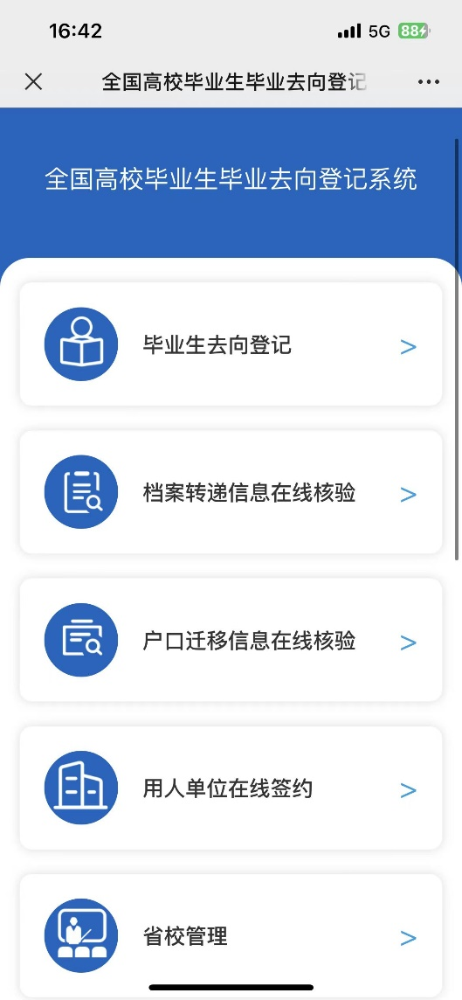 16:42
5G
88
全国高校毕业生毕业去向登记
全国高校毕业生毕业去向登记系统
毕业生去向登记
>
档案转递信息在线核验
>
户口迁移信息在线核验
>
用人单位在线签约
>
省校管理
>